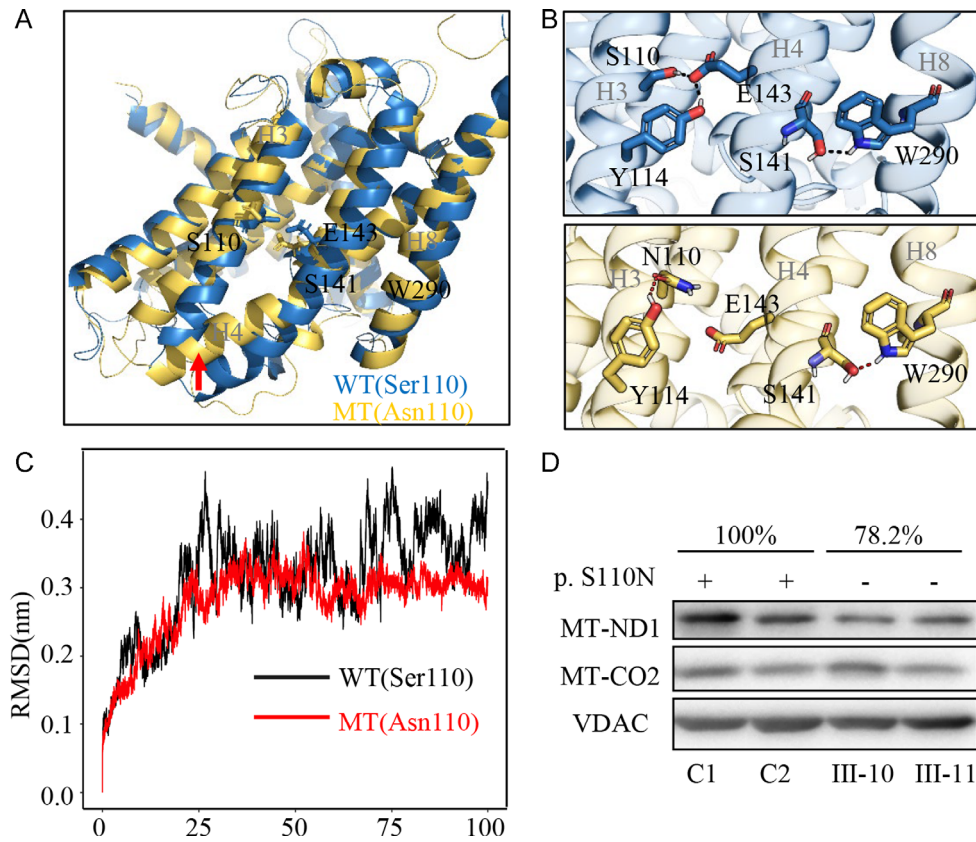 A
H3
S110
E143
H8
S141
W290
H4
WT(Ser110)
MT(Asn110)
B
S110
H4
H8
H3
E143
S141
Y114
W290
N110
H3
H4
H8
E143
S141
W290
Y114
C
RMSD(nm)
0.4
0.3
0.2
0.1
0.0
WT(Ser110)
MT(Asn110)
0 25 50 75 100
D
100% 78.2%
p. S110N + + - -
MT-ND1
MT-CO2
VDAC
C1 C2 III-10 III-11